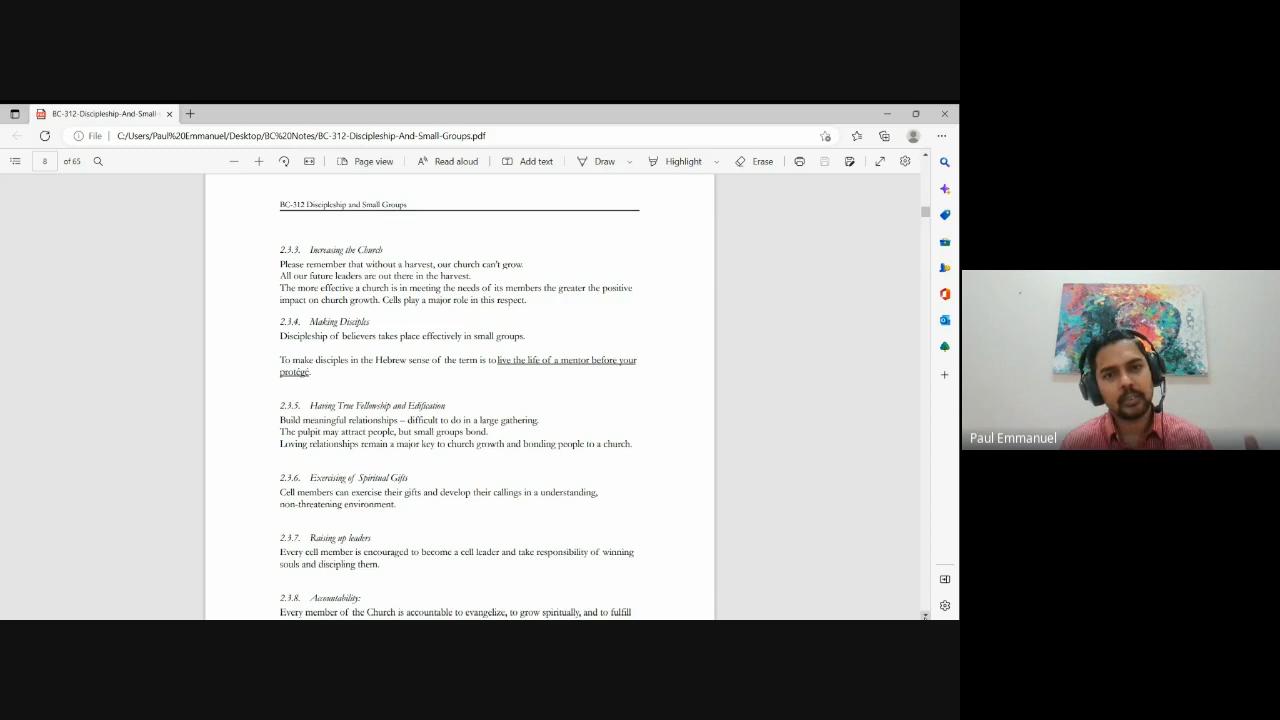 BC-312-Discipleship-And-Small-
File C:/Users/Paul%20Emmanuel/Desktop/BC%20Notes/BC-312-Discipleship-And-Small-Groups.pdf
8 of 65 Page view Read aloud Add text Draw Highlight Erase
BC-312 Discipleship and Small Groups
2.3.3. Increasing the Church
Please remember that without a harvest, our church can't grow.
All our future leaders are out there in the harvest.
The more effective a church is in meeting the needs of its members the greater the positive
impact on church growth. Cells play a major role in this respect.
2.3.4. Making Disciples
Discipleship of believers takes place effectively in small groups.
To make disciples in the Hebrew sense of the term is to live the life of a mentor before your
protégé.
2.3.5. Having True Fellowship and Edification
Build meaningful relationships – difficult to do in a large gathering.
The pulpit may attract people, but small groups bond.
Loving relationships remain a major key to church growth and bonding people to a church.
2.3.6. Exercising of Spiritual Gifts
Cell members can exercise their gifts and develop their callings in a understanding,
non-threatening environment.
2.3.7. Raising up leaders
Every cell member is encouraged to become a cell leader and take responsibility of winning
souls and discipling them.
2.3.8. Accountability:
Every member of the Church is accountable to evangelize, to grow spiritually, and to fulfill
Paul Emmanuel